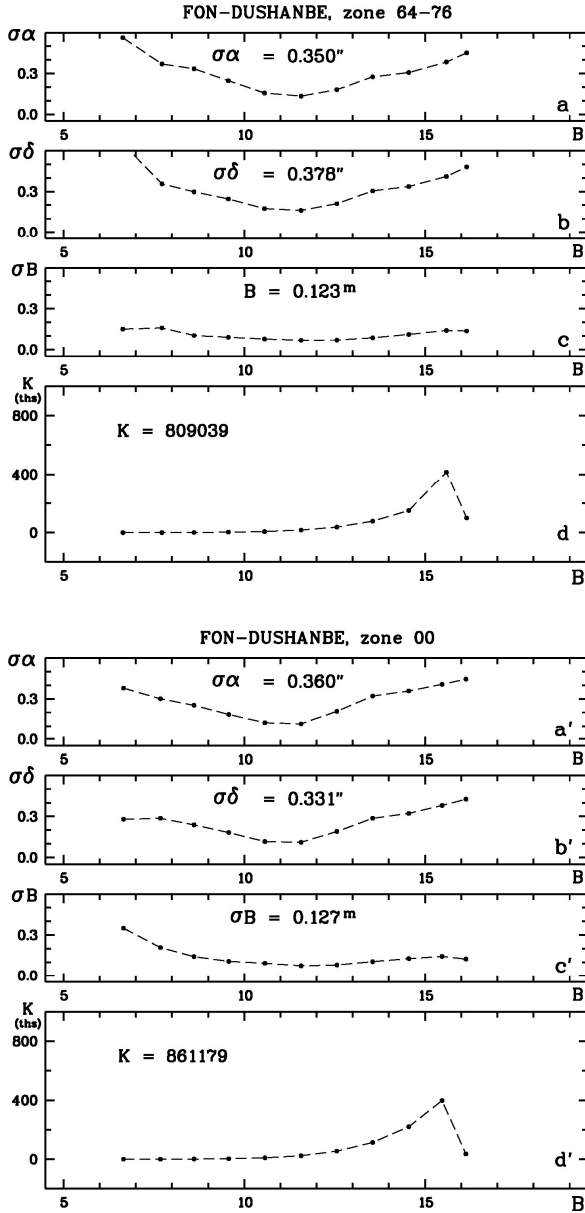 FON-DUSHANBE, zone 64-76
σα
σα = 0.350″
0.3
0.0
a
5 10 15 B
σδ
σδ = 0.378″
0.3
0.0
b
5 10 15 B
σB
B = 0.123ᵐ
0.3
0.0
c
5 10 15 B
K
(ths)
800
K = 809039
400
0
d
5 10 15 B
FON-DUSHANBE, zone 00
σα
σα = 0.360″
0.3
0.0
a′
5 10 15 B
σδ
σδ = 0.331″
0.3
0.0
b′
5 10 15 B
σB
σB = 0.127ᵐ
0.3
0.0
c′
5 10 15 B
K
(ths)
800
K = 861179
400
0
d′
5 10 15 B